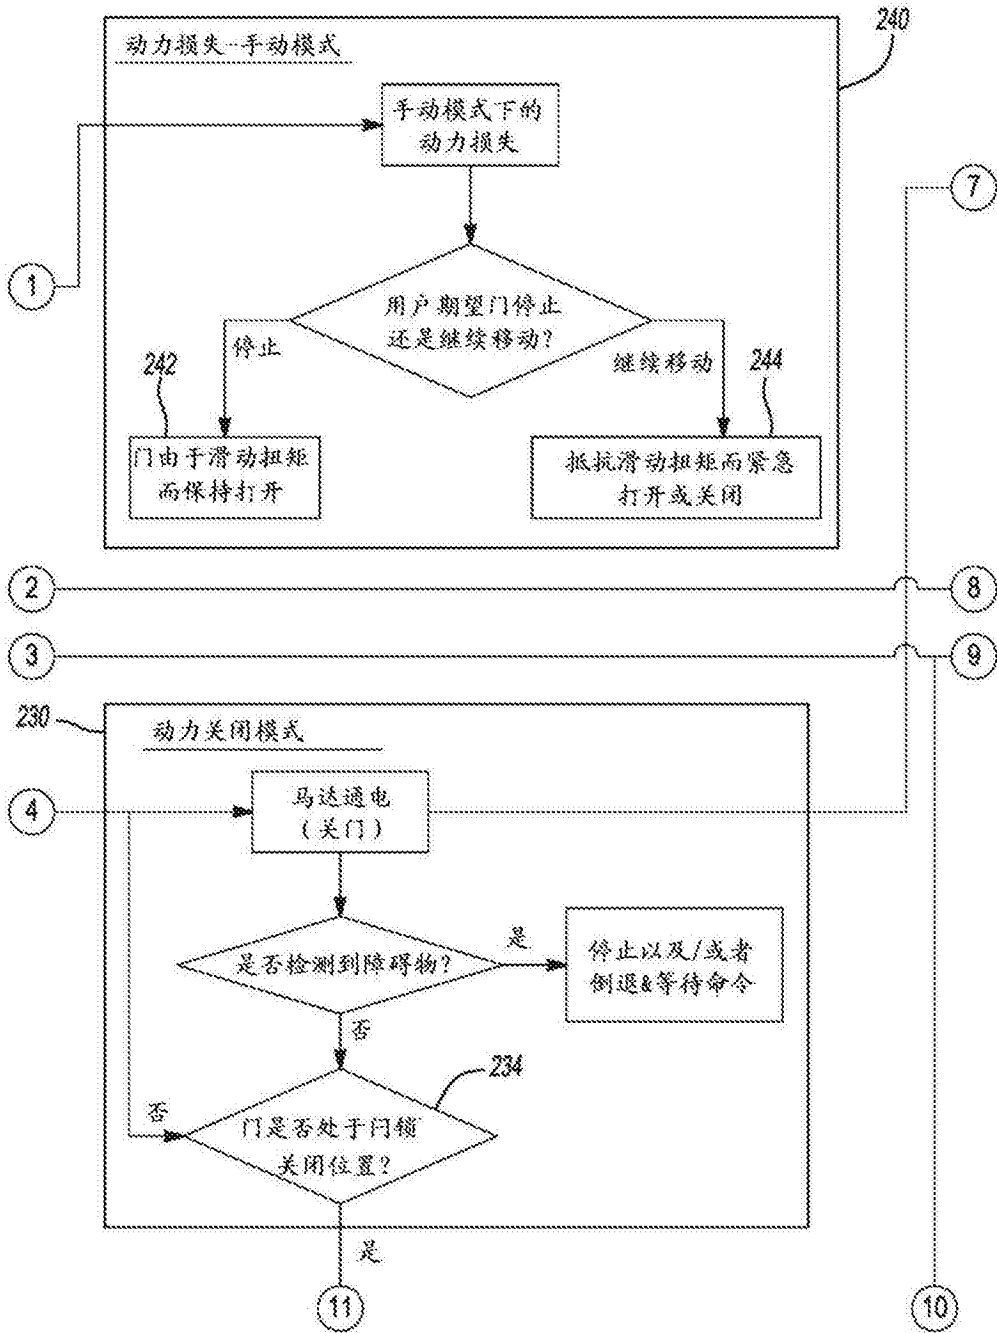 动力损失-手动模式
240
手动模式下的
动力损失
7
1
用户期望门停止
还是继续移动?
停止
继续移动
242
244
门由于滑动扭矩
而保持打开
抵抗滑动扭矩而紧急
打开或关闭
2
8
3
9
230
动力关闭模式
4
马达通电
(关门)
是否检测到障碍物?
是
停止以及/或者
倒退&等待命令
否
234
否
门是否处于闩锁
关闭位置?
是
11
10